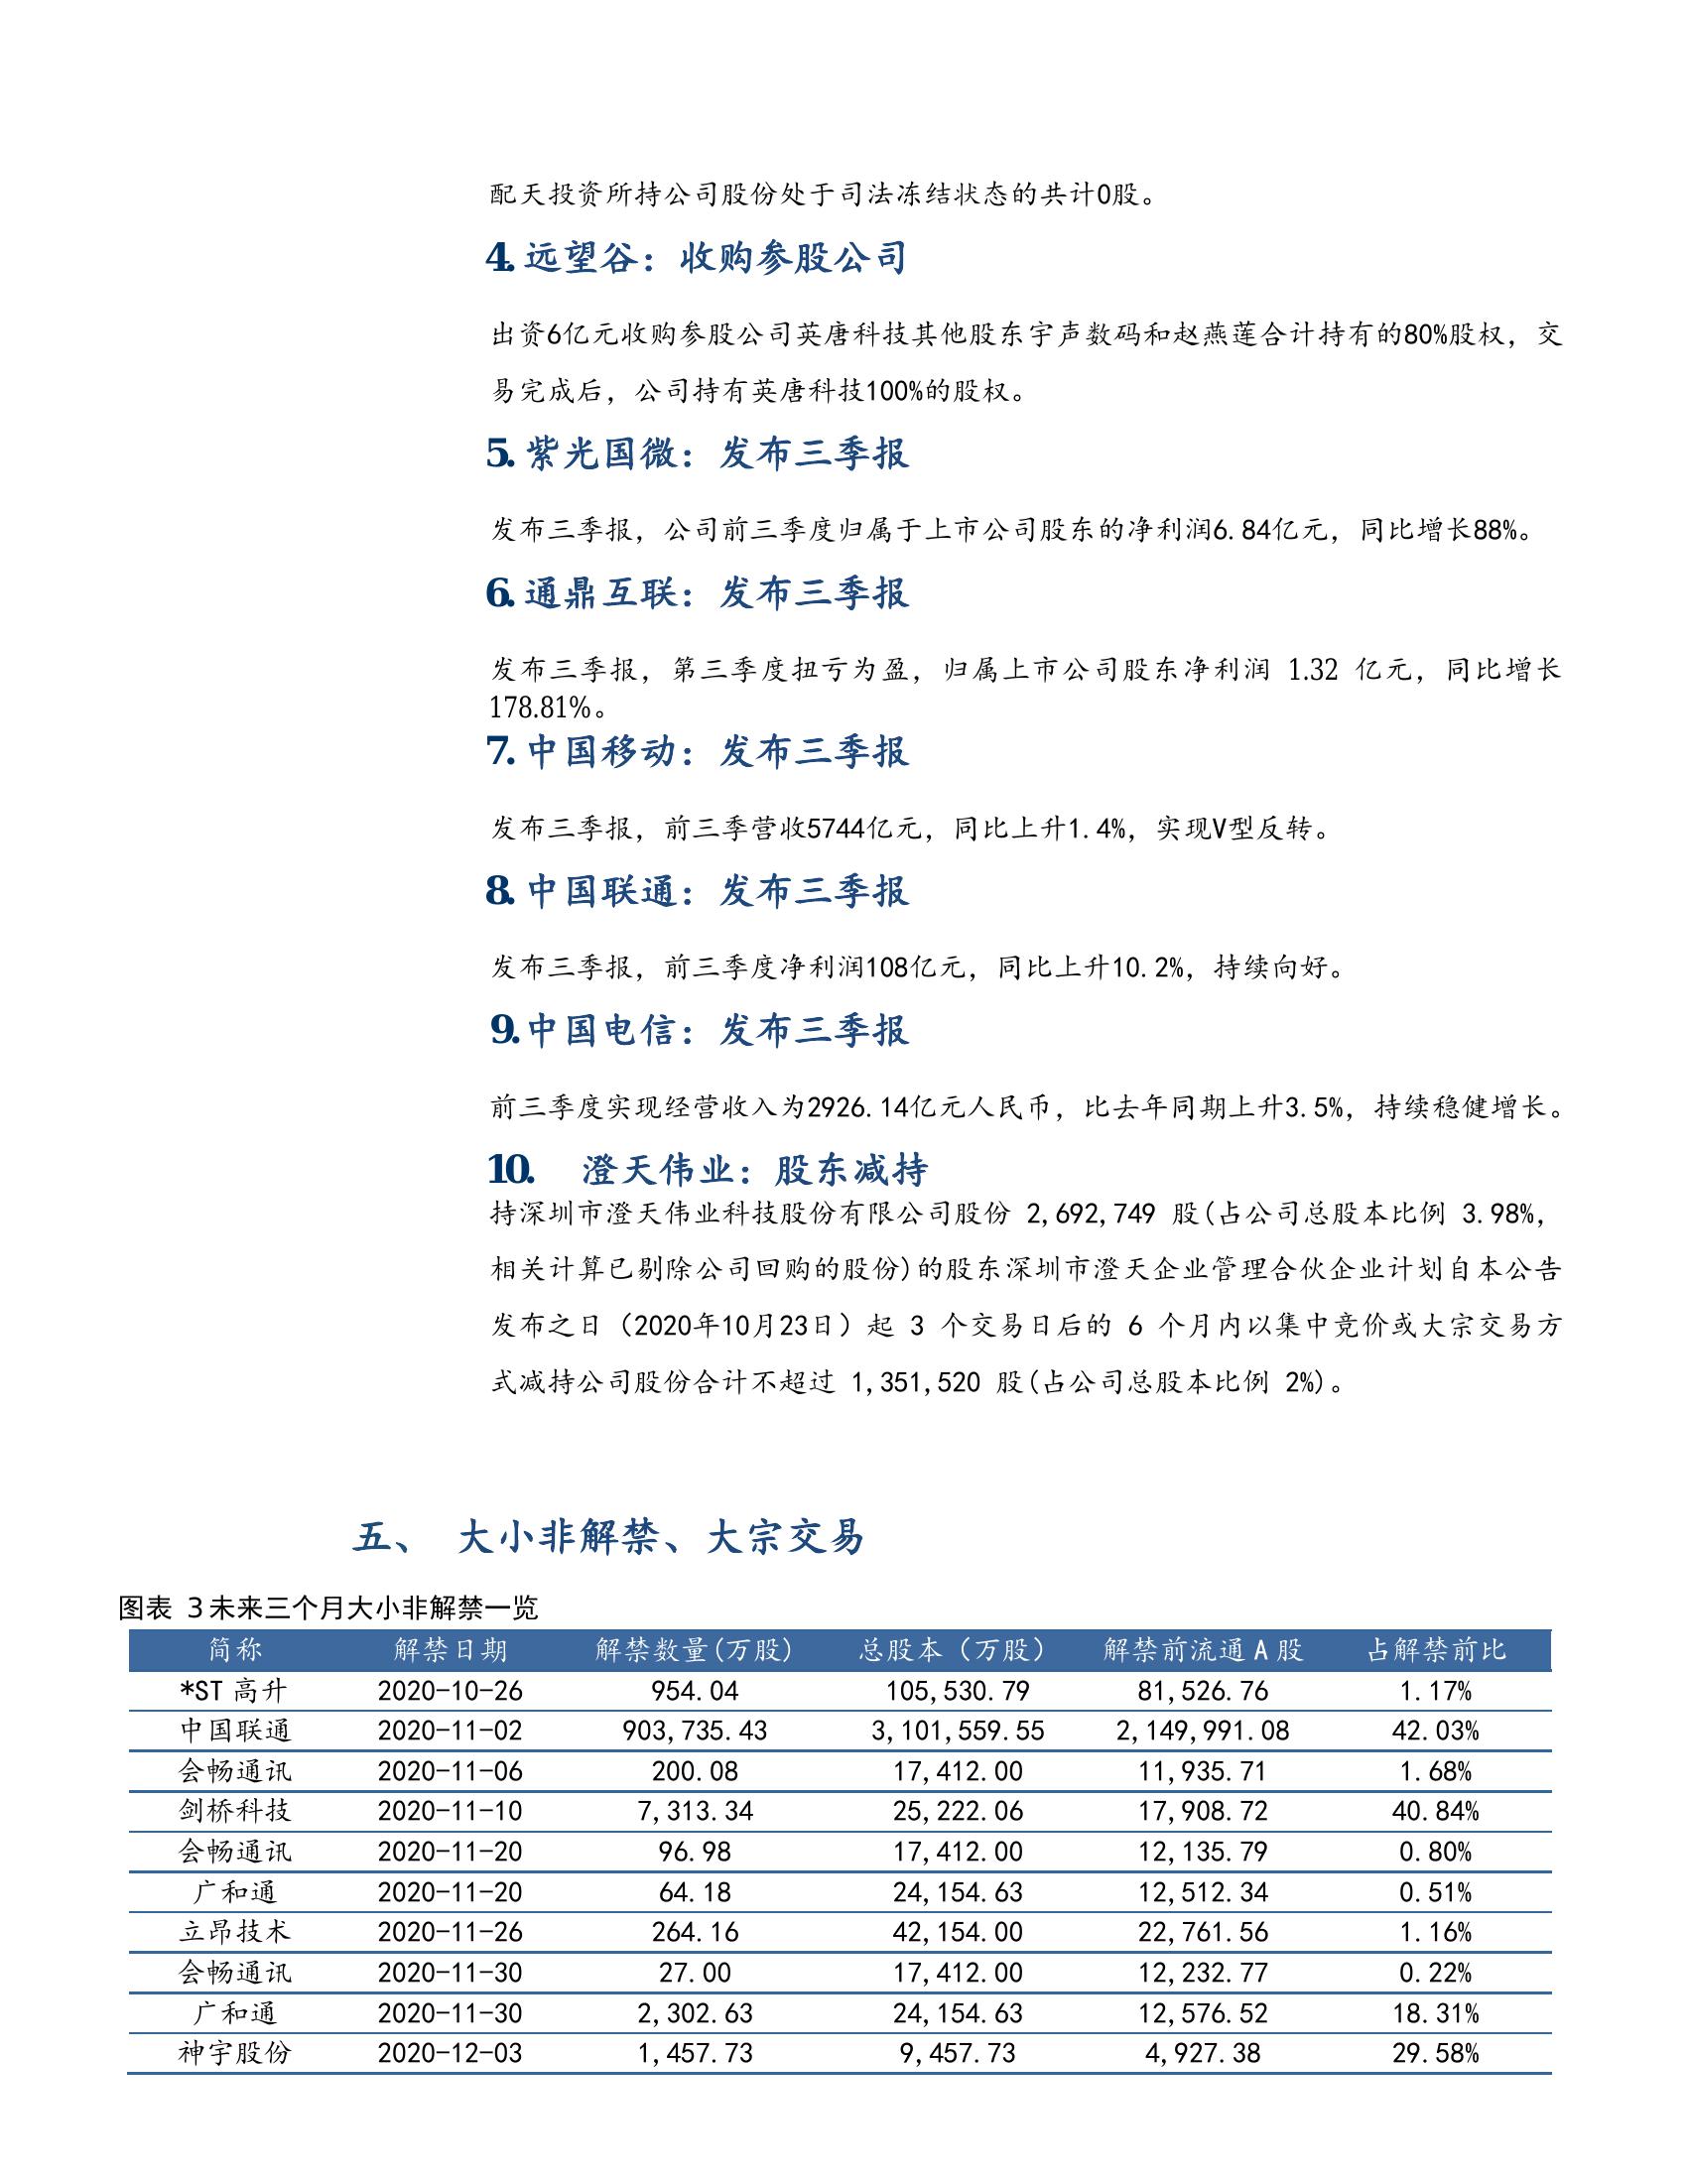 配天投资所持公司股份处于司法冻结状态的共计0股。
4. 远望谷：收购参股公司
出资6亿元收购参股公司英唐科技其他股东宇声数码和赵燕莲合计持有的80%股权，交
易完成后，公司持有英唐科技100%的股权。
5. 紫光国微：发布三季报
发布三季报，公司前三季度归属于上市公司股东的净利润6.84亿元，同比增长88%。
6. 通鼎互联：发布三季报
发布三季报，第三季度扭亏为盈，归属上市公司股东净利润 1.32 亿元，同比增长
178.81%。
7. 中国移动：发布三季报
发布三季报，前三季营收5744亿元，同比上升1.4%，实现V型反转。
8. 中国联通：发布三季报
发布三季报，前三季度净利润108亿元，同比上升10.2%，持续向好。
9. 中国电信：发布三季报
前三季度实现经营收入为2926.14亿元人民币，比去年同期上升3.5%，持续稳健增长。
10. 澄天伟业：股东减持
持深圳市澄天伟业科技股份有限公司股份 2,692,749 股(占公司总股本比例 3.98%，
相关计算已剔除公司回购的股份)的股东深圳市澄天企业管理合伙企业计划自本公告
发布之日（2020年10月23日）起 3 个交易日后的 6 个月内以集中竞价或大宗交易方
式减持公司股份合计不超过 1,351,520 股(占公司总股本比例 2%)。
五、 大小非解禁、大宗交易
图表 3 未来三个月大小非解禁一览
简称 解禁日期 解禁数量(万股) 总股本（万股） 解禁前流通 A 股 占解禁前比
*ST 高升 2020-10-26 954.04 105,530.79 81,526.76 1.17%
中国联通 2020-11-02 903,735.43 3,101,559.55 2,149,991.08 42.03%
会畅通讯 2020-11-06 200.08 17,412.00 11,935.71 1.68%
剑桥科技 2020-11-10 7,313.34 25,222.06 17,908.72 40.84%
会畅通讯 2020-11-20 96.98 17,412.00 12,135.79 0.80%
广和通 2020-11-20 64.18 24,154.63 12,512.34 0.51%
立昂技术 2020-11-26 264.16 42,154.00 22,761.56 1.16%
会畅通讯 2020-11-30 27.00 17,412.00 12,232.77 0.22%
广和通 2020-11-30 2,302.63 24,154.63 12,576.52 18.31%
神宇股份 2020-12-03 1,457.73 9,457.73 4,927.38 29.58%